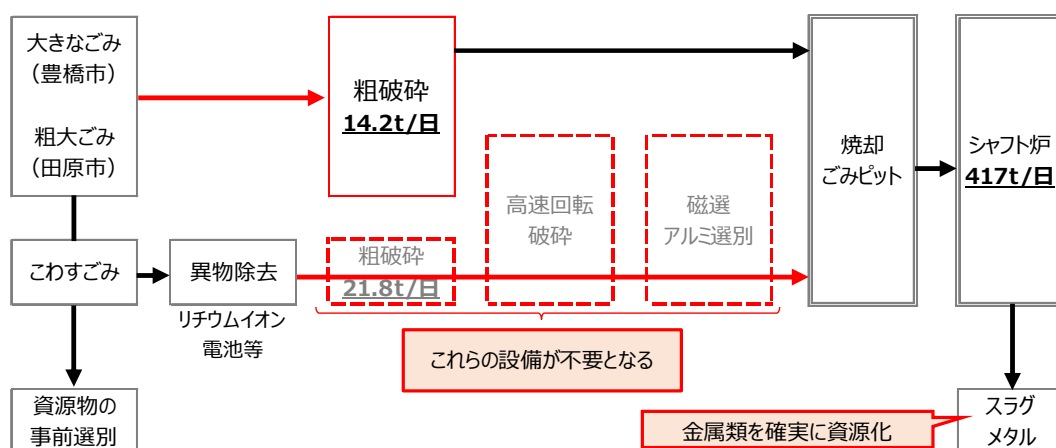 大きなごみ
（豊橋市）
粗大ごみ
（田原市）
粗破砕
14.2t/日
高速回転
破砕
磁選
アルミ選別
焼却
ごみピット
シャフト炉
417t/日
こわすごみ
異物除去
粗破砕
21.8t/日
リチウムイオン
電池等
これらの設備が不要となる
資源物の
事前選別
金属類を確実に資源化
スラグ
メタル